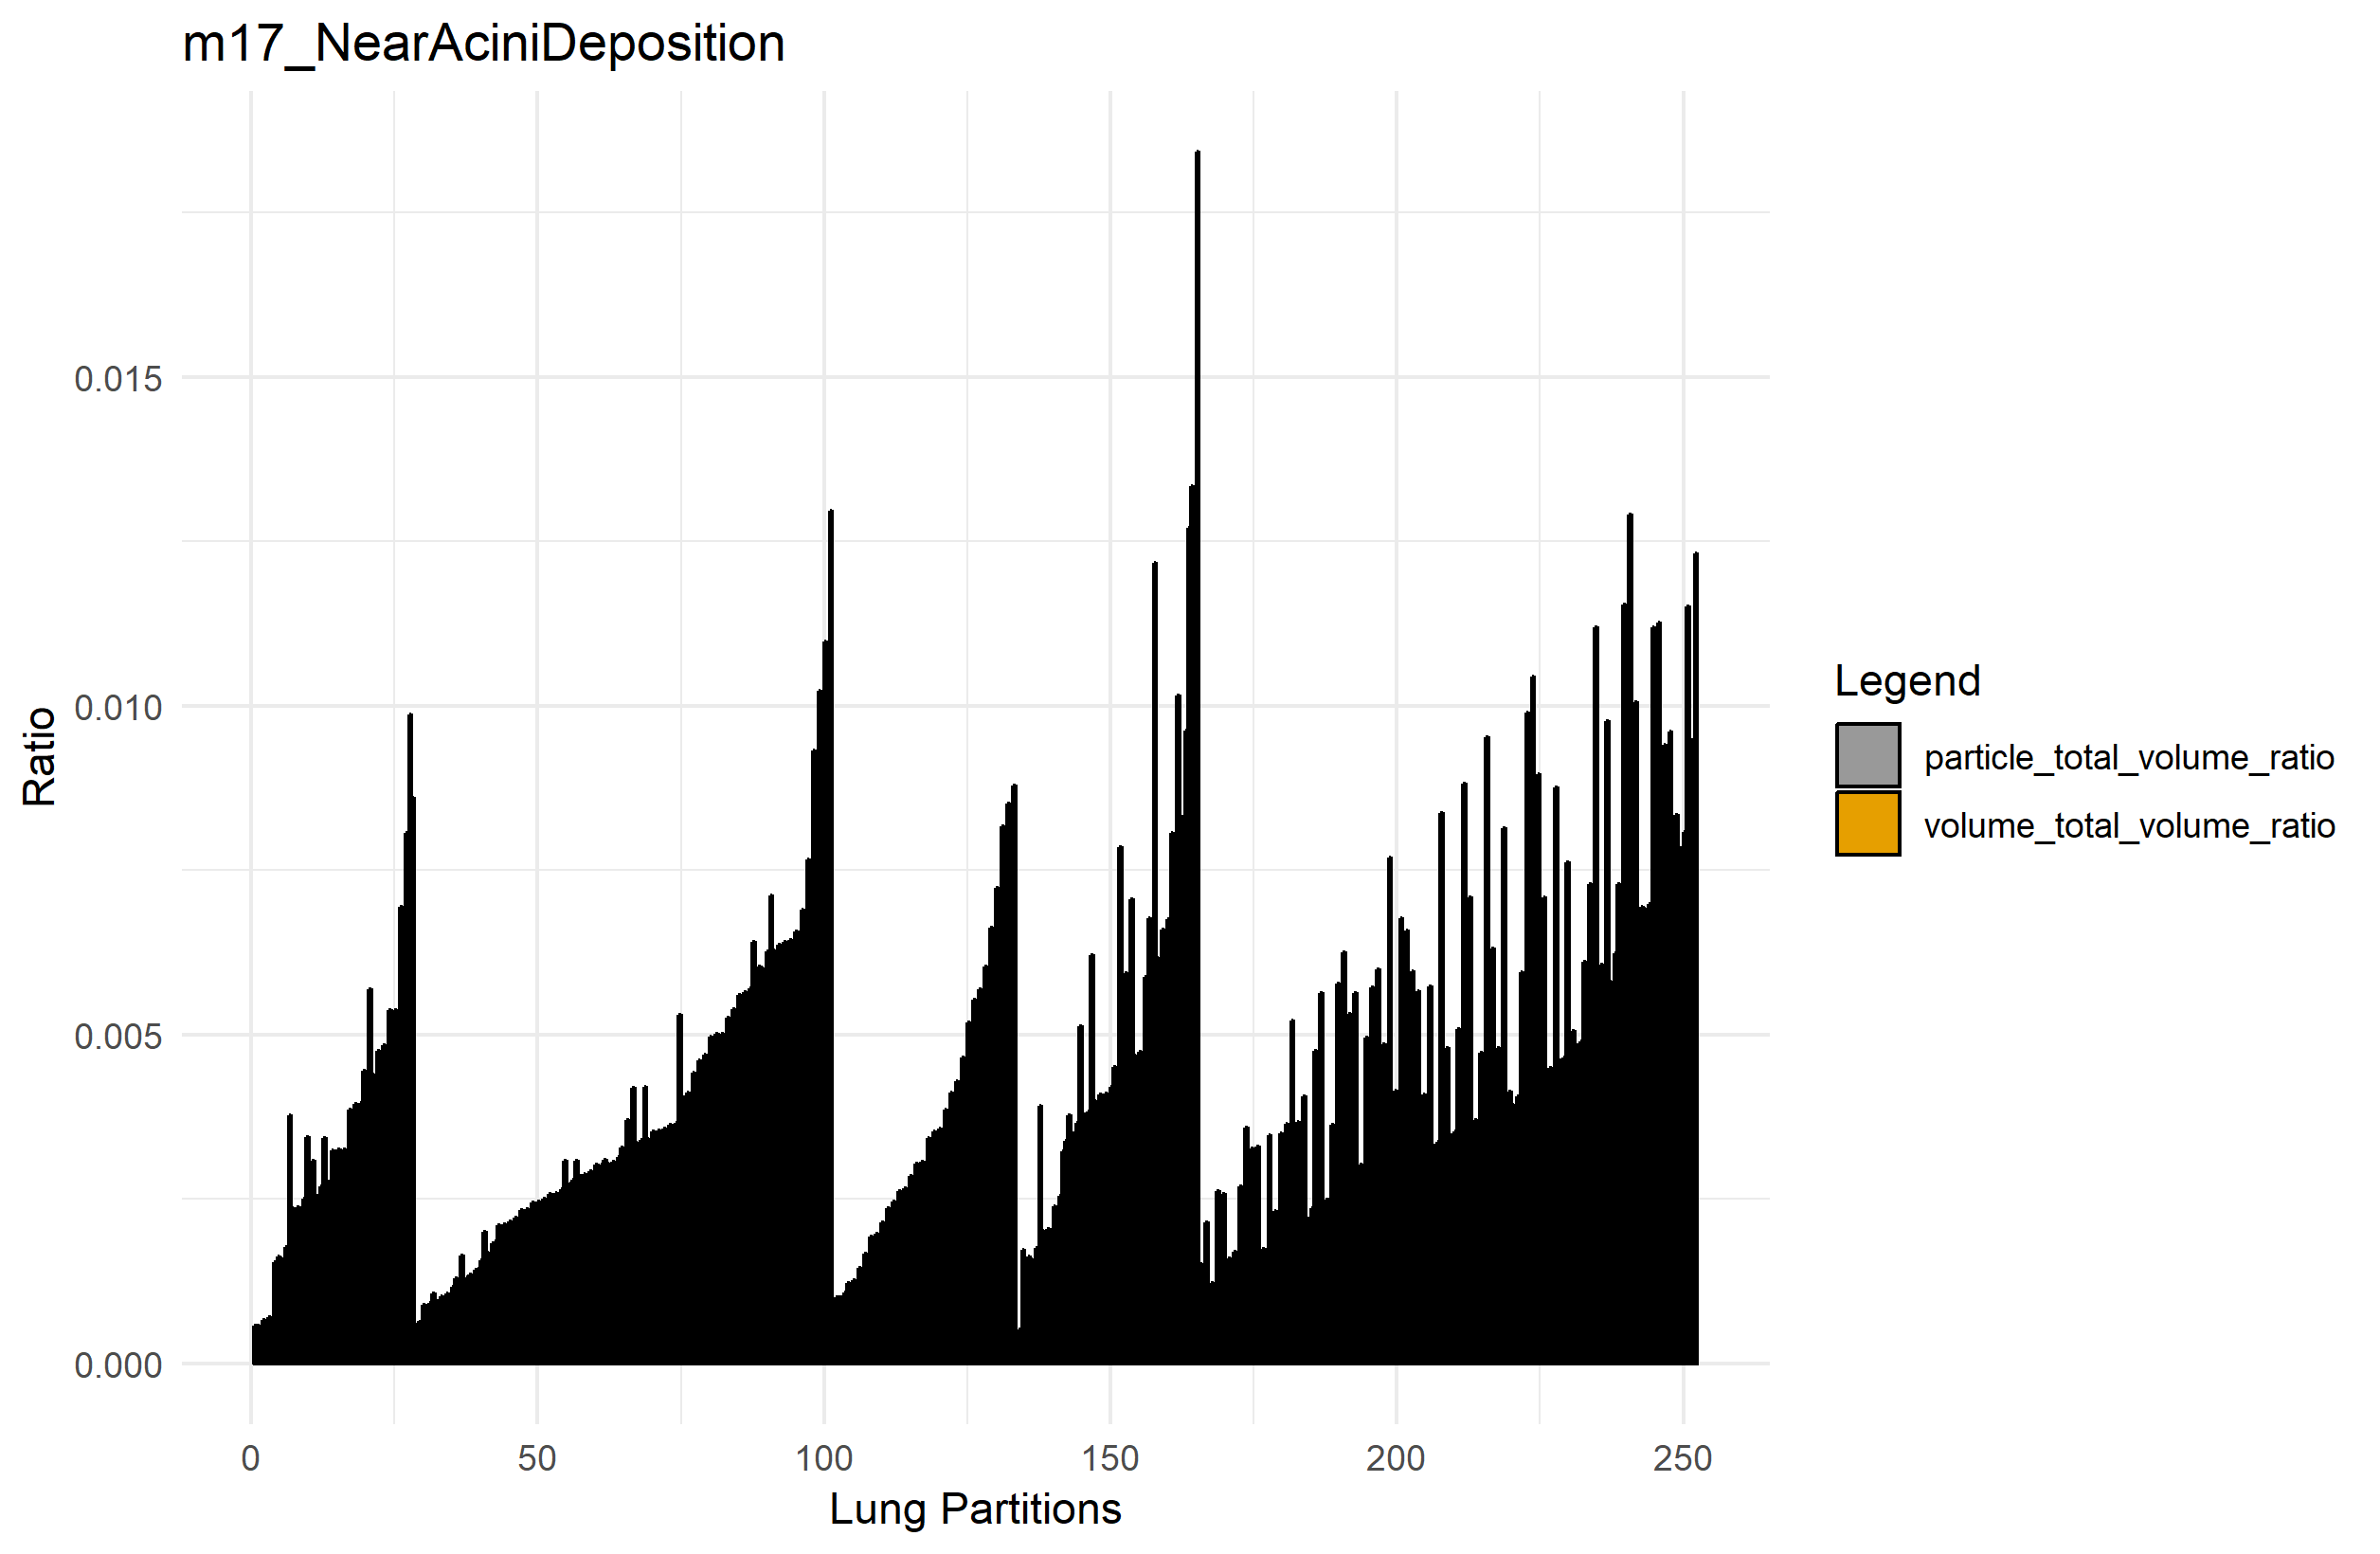 m17_NearAciniDeposition
0.015
0.010
0.005
0.000
Ratio
0
50
100
150
200
250
Lung Partitions
Legend
particle_total_volume_ratio
volume_total_volume_ratio